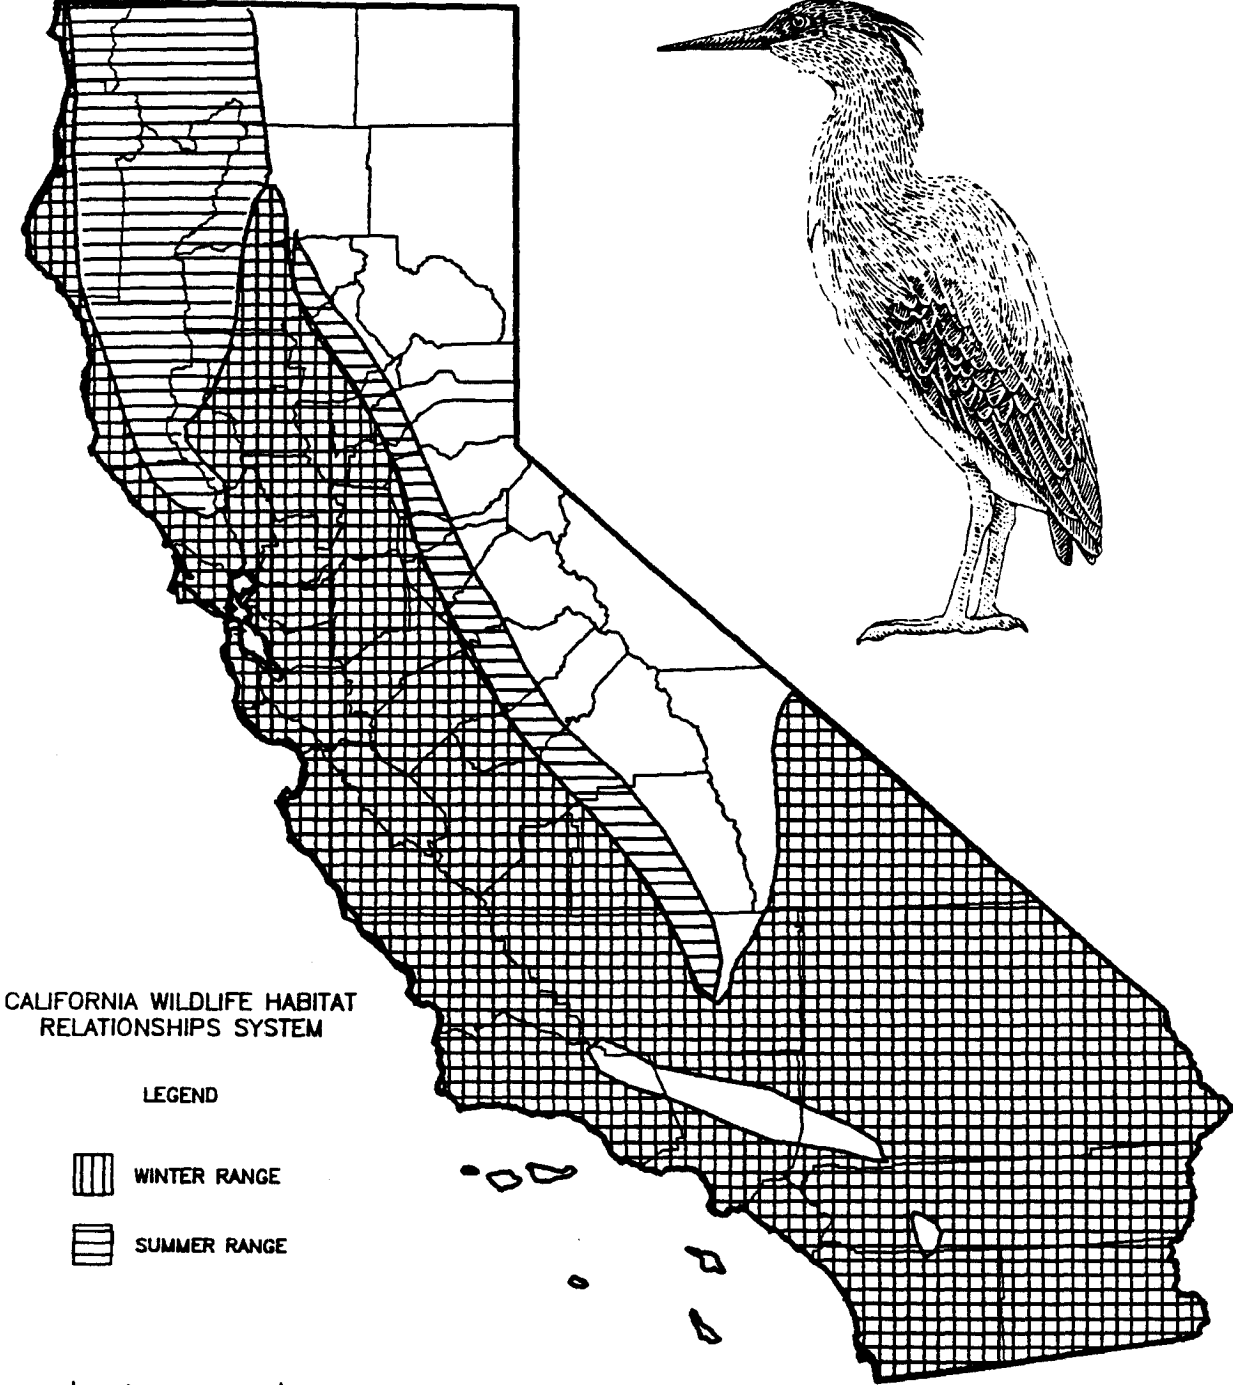 CALIFORNIA WILDLIFE HABITAT
RELATIONSHIPS SYSTEM
LEGEND
WINTER RANGE
SUMMER RANGE